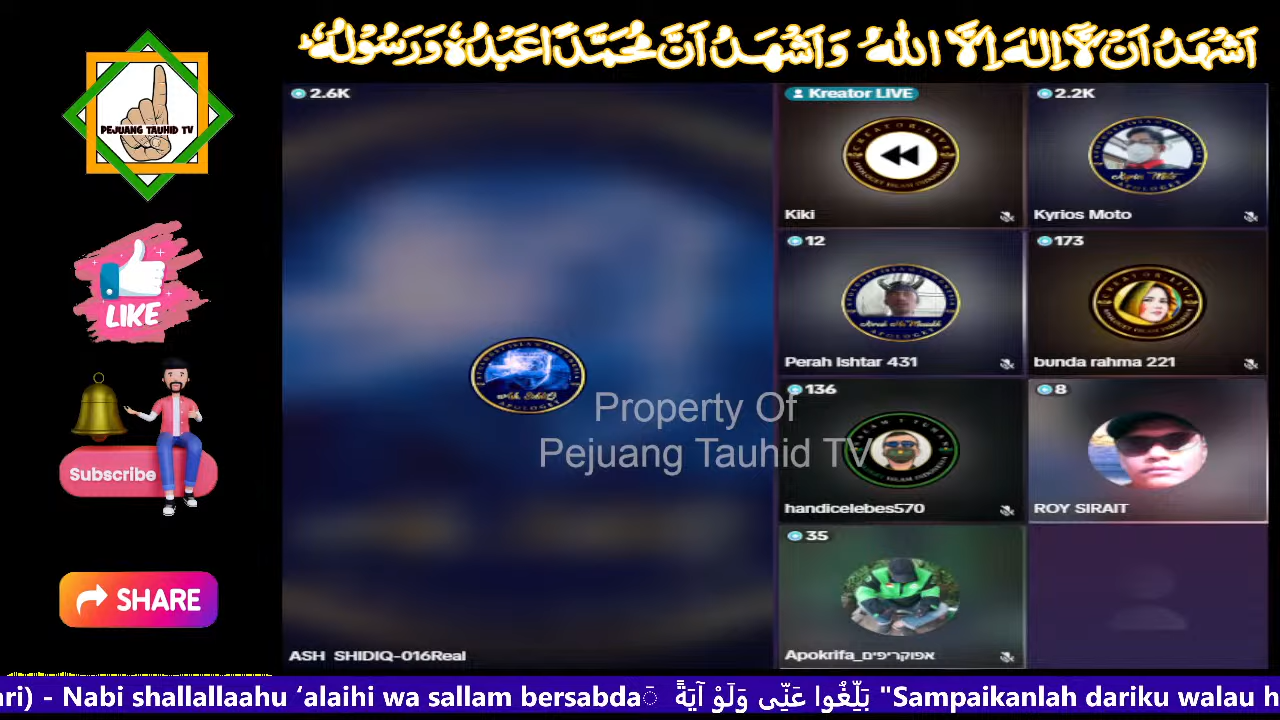 اَشْهَدُ اَنْ لَّا اِلٰهَ اِلَّا اللهُ وَاَشْهَدُ اَنَّ مُحَمَّدًا عَبْدُهُ وَرَسُوْلُهُ
PEJUANG TAUHID TV
LIKE
Subscribe
SHARE
2.6K
Kreator LIVE
2.2K
Kiki
Kyrios Moto
12
173
Perah Ishtar 431
bunda rahma 221
136
8
Property Of
Pejuang Tauhid TV
handicelebes570
ROY SIRAIT
35
ASH SHIDIQ-016Real
Apokrifa_אפוקריפים
ari) - Nabi shallallaahu ‘alaihi wa sallam bersabda بَلِّغُوا عَنِّى وَلَوْ آيَةً "Sampaikanlah dariku walau h